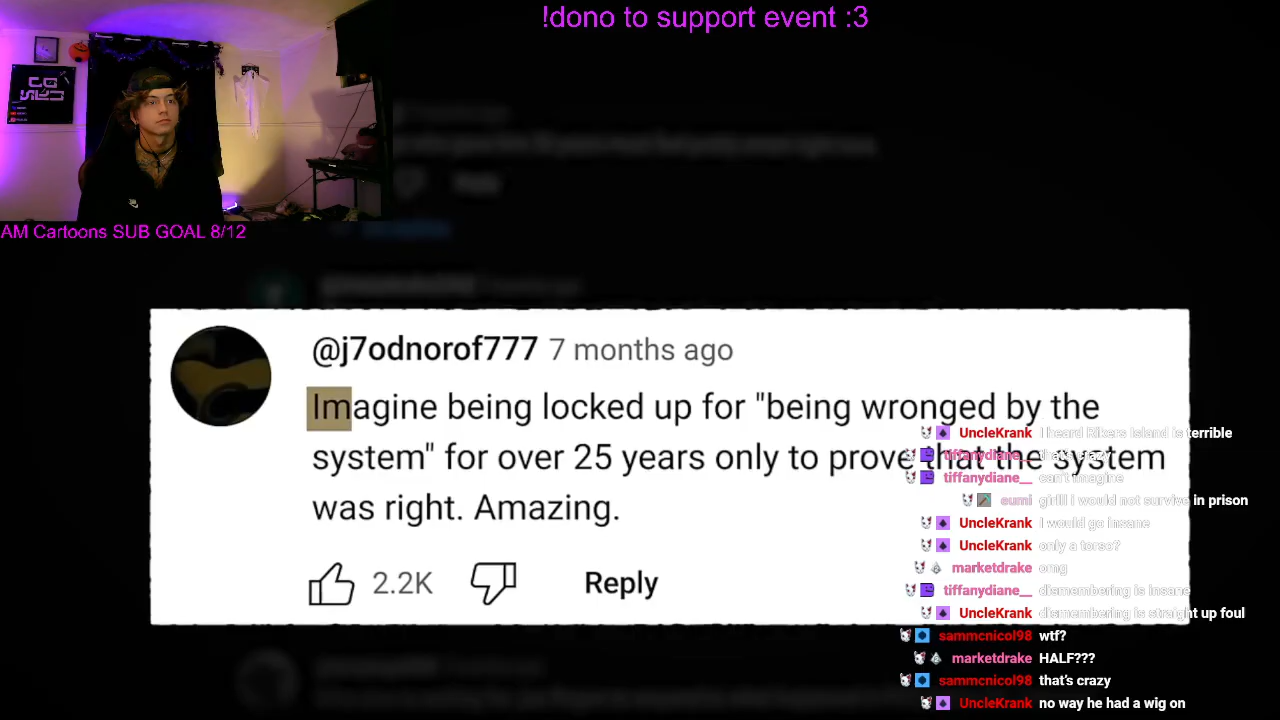 !dono to support event :3
AM Cartoons SUB GOAL 8/12
@j7odnorof777 7 months ago
Imagine being locked up for "being wronged by the
system" for over 25 years only to prove that the system
was right. Amazing.
2.2K Reply
UncleKrank I heard Rikers Island is terrible
tiffanydiane__ that's crazy
tiffanydiane__ can't imagine
eumi girlll i would not survive in prison
UncleKrank I would go insane
UncleKrank only a torso?
marketdrake omg
tiffanydiane__ dismembering is insane
UncleKrank dismembering is straight up foul
sammcnicol98 wtf?
marketdrake HALF???
sammcnicol98 that's crazy
UncleKrank no way he had a wig on